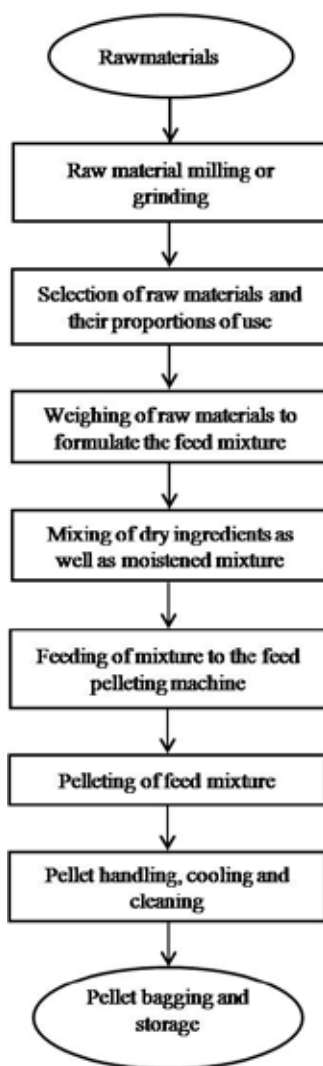 Rawmaterials
Raw material milling or
grinding
Selection of raw materials and
their proportions of use
Weighing of raw materials to
formulate the feed mixture
Mixing of dry ingredients as
well as moistened mixture
Feeding of mixture to the feed
pelleting machine
Pelleting of feed mixture
Pellet handling, cooling and
cleaning
Pellet bagging and
storage